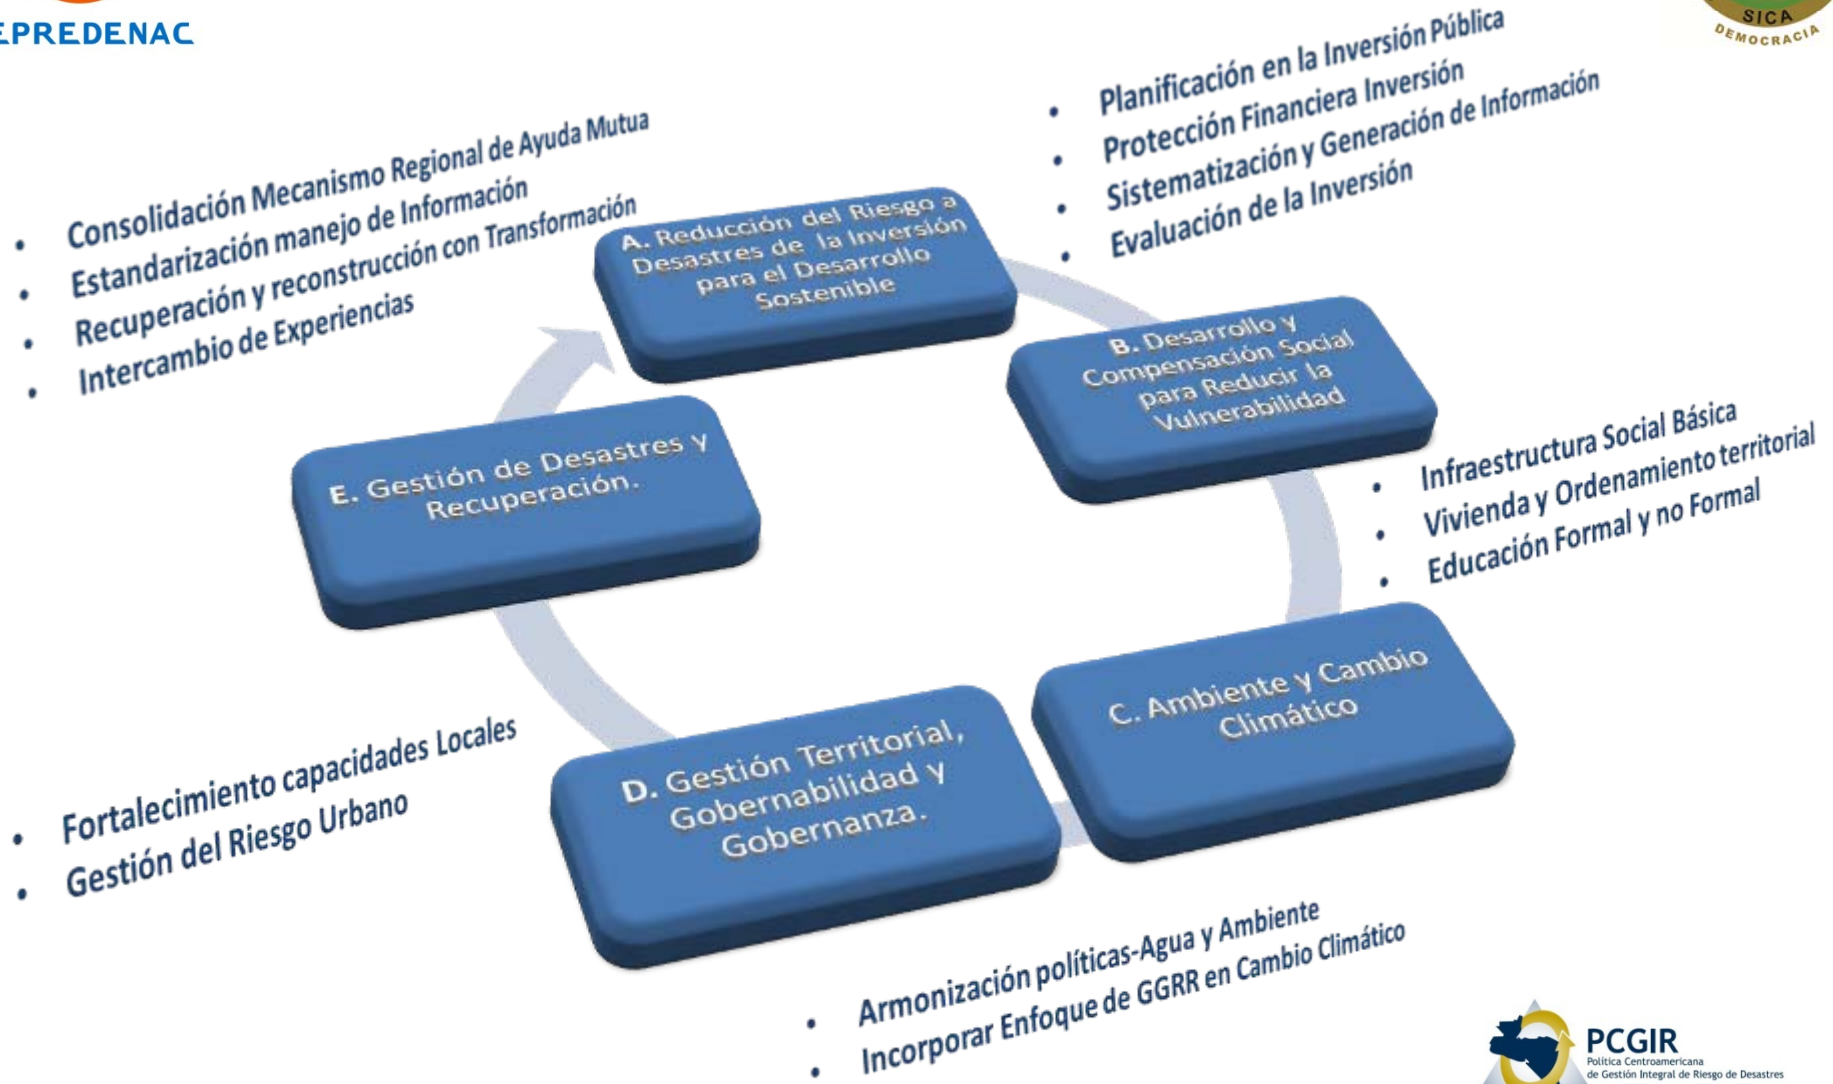 EPREDENAC
SICA
DEMOCRACIA
Planificación en la Inversión Pública
Protección Financiera Inversión
Sistematización y Generación de Información
Evaluación de la Inversión
Consolidación Mecanismo Regional de Ayuda Mutua
Estandarización manejo de Información
Recuperación y reconstrucción con Transformación
Intercambio de Experiencias
A. Reducción del Riesgo a
Desastres de la Inversión
para el Desarrollo
Sostenible
B. Desarrollo y
Compensación Social
para Reducir la
Vulnerabilidad
Infraestructura Social Básica
Vivienda y Ordenamiento territorial
Educación Formal y no Formal
E. Gestión de Desastres y
Recuperación.
C. Ambiente y Cambio
Climático
D. Gestión Territorial,
Gobernabilidad y
Gobernanza.
Fortalecimiento capacidades Locales
Gestión del Riesgo Urbano
Armonización políticas-Agua y Ambiente
Incorporar Enfoque de GGRR en Cambio Climático
PCGIR
Política Centroamericana
de Gestión Integral de Riesgo de Desastres